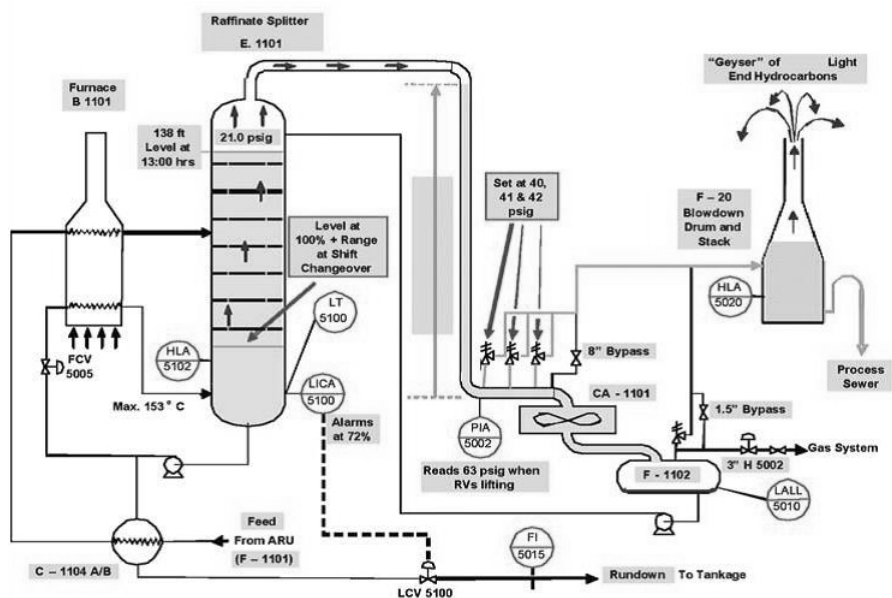 Raffinate Splitter
E. 1101
Furnace
B 1101
138 ft
Level at
13:00 hrs
21.0 psig
"Geyser" of Light
End Hydrocarbons
Set at 40,
41 & 42
psig
F – 20
Blowdown
Drum and
Stack
Level at
100% + Range
at Shift
Changeover
LT
5100
HLA
5020
HLA
5102
FCV
5005
8" Bypass
Process
Sewer
Max. 153° C
LICA
5100
CA - 1101
Alarms
at 72%
PIA
5002
1.5" Bypass
Reads 63 psig when
RVs lifting
F - 1102
Gas System
3" H 5002
LALL
5010
Feed
From ARU
(F – 1101)
C – 1104 A/B
FI
5015
LCV 5100
Rundown To Tankage